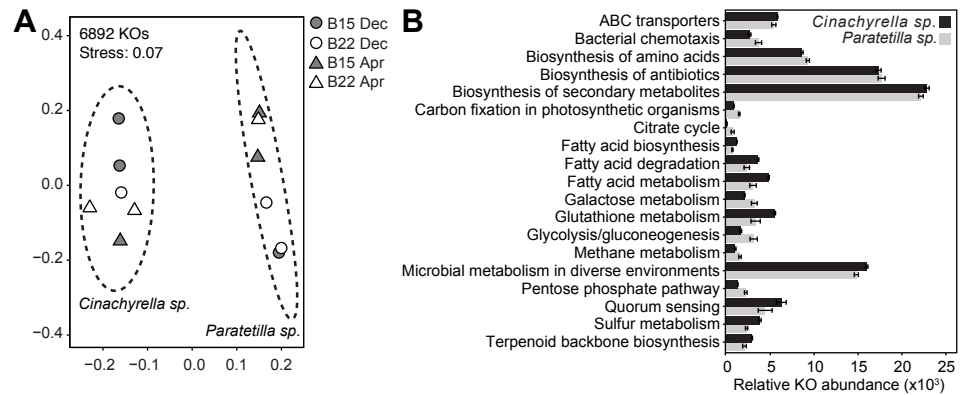 A
6892 KOs
Stress: 0.07
0.4
0.2
0.0
−0.2
−0.4
−0.2
−0.1
0.0
0.1
0.2
Cinachyrella sp.
Paratetilla sp.
B15 Dec
B22 Dec
B15 Apr
B22 Apr
B
Cinachyrella sp.
Paratetilla sp.
ABC transporters
Bacterial chemotaxis
Biosynthesis of amino acids
Biosynthesis of antibiotics
Biosynthesis of secondary metabolites
Carbon fixation in photosynthetic organisms
Citrate cycle
Fatty acid biosynthesis
Fatty acid degradation
Fatty acid metabolism
Galactose metabolism
Glutathione metabolism
Glycolysis/gluconeogenesis
Methane metabolism
Microbial metabolism in diverse environments
Pentose phosphate pathway
Quorum sensing
Sulfur metabolism
Terpenoid backbone biosynthesis
0
5
10
15
20
25
Relative KO abundance (x10³)